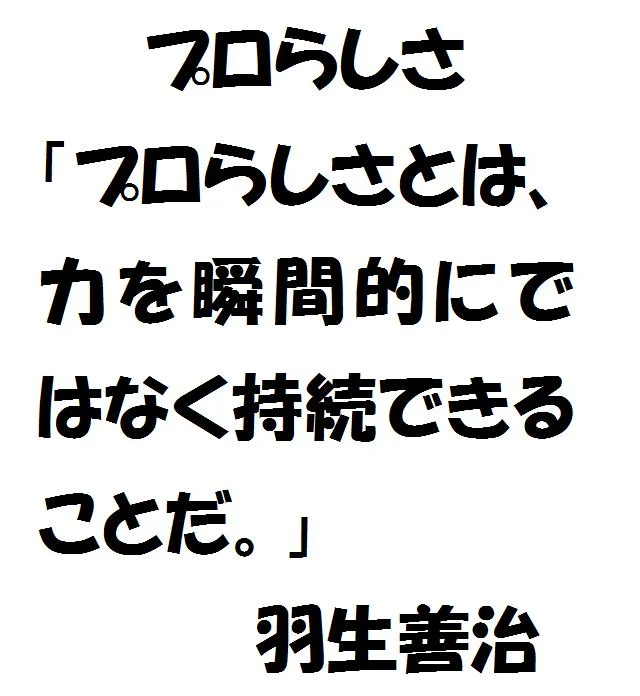 プロらしさ
「プロらしさとは、
力を瞬間的にで
はなく持続できる
ことだ。」
羽生善治